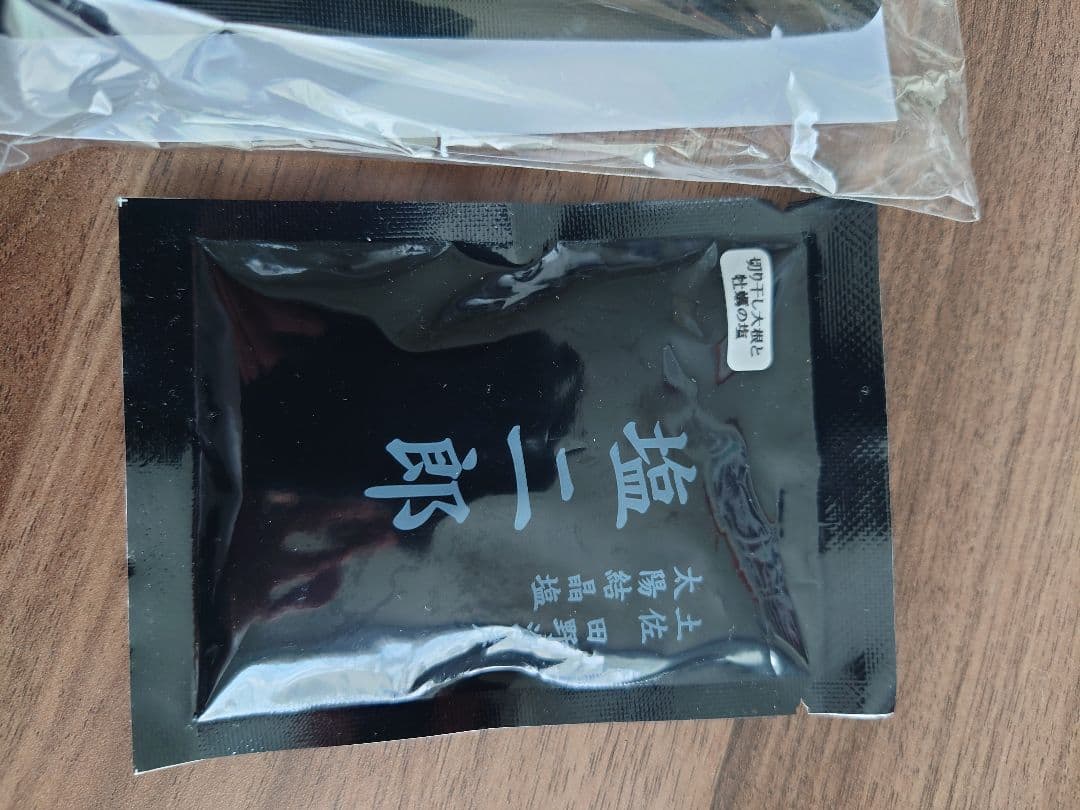 切り干し大根と
牡蠣の塩
塩二郎
土佐田野
太陽結晶塩